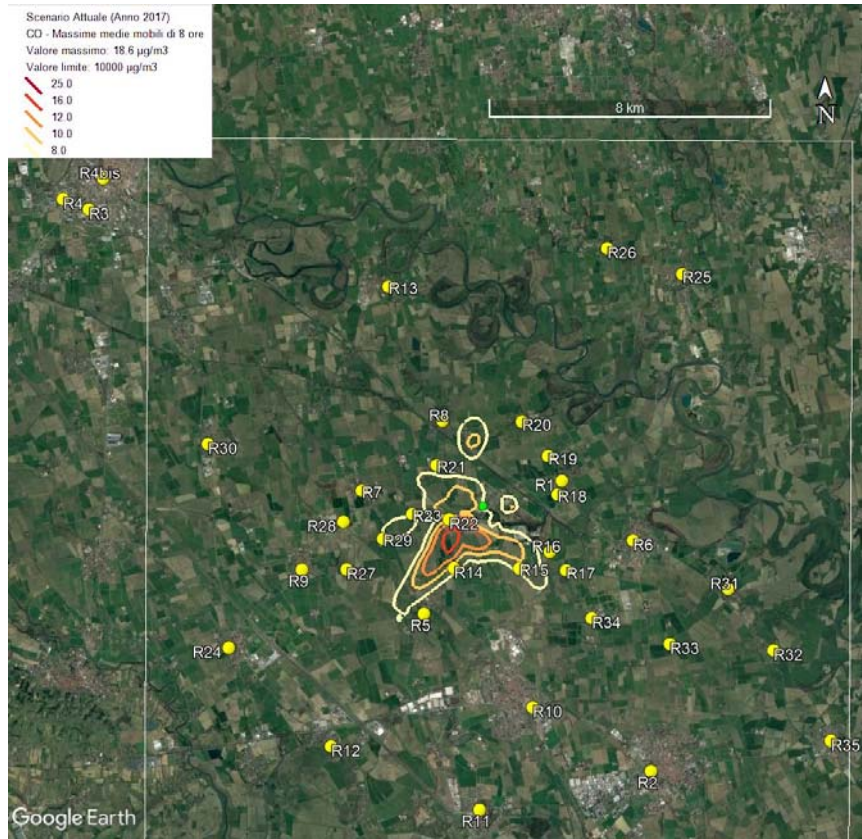 Scenario Attuale (Anno 2017)
CO - Massime medie mobili di 8 ore
Valore massimo: 18.6 µg/m3
Valore limite: 10000 µg/m3
25.0
16.0
12.0
10.0
8.0
8 km
N
R4bis
R4
R3
R26
R25
R13
R8
R20
R30
R19
R21
R1
R7
R18
R23
R28
R22
R29
R16
R6
R9
R27
R14
R15
R17
R31
R5
R34
R24
R33
R32
R10
R12
R35
R2
R11
Google Earth